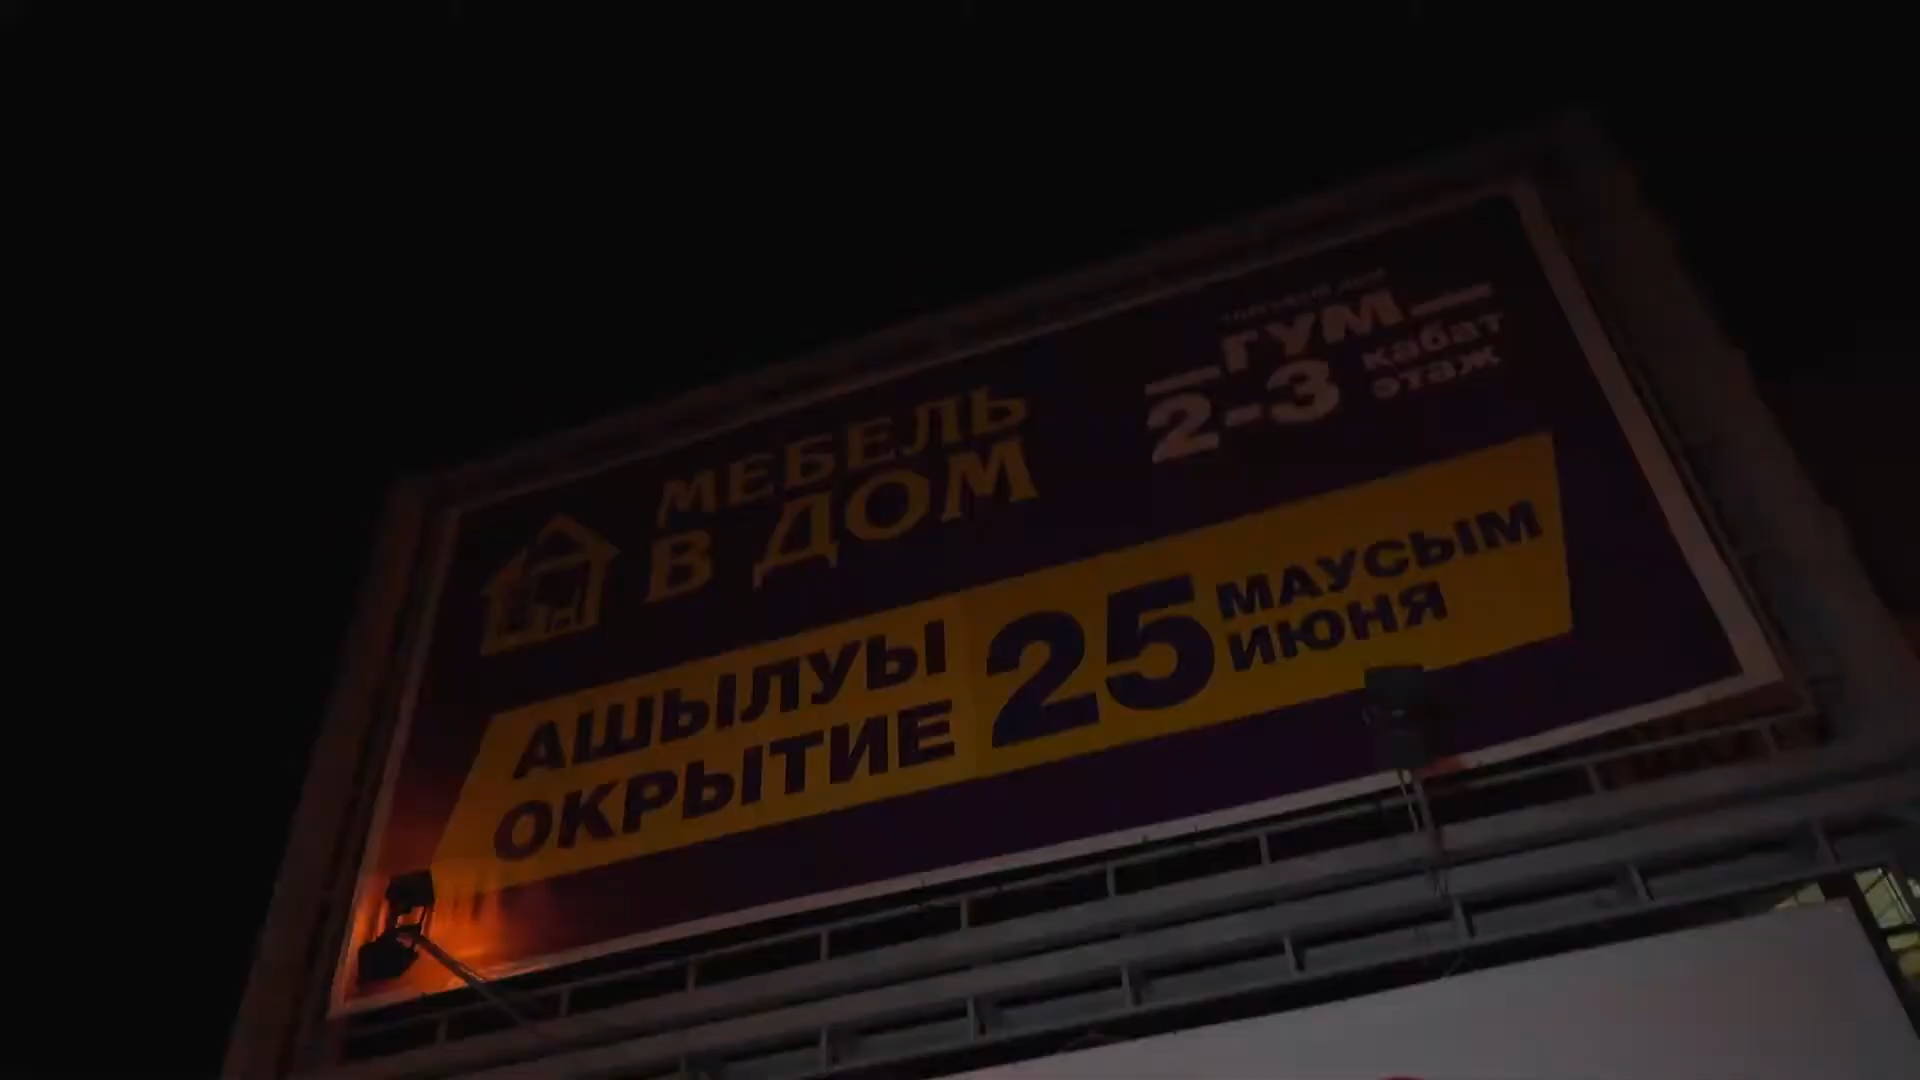 МЕБЕЛЬ
В ДОМ
ГУМ
2-3 кабат
этаж
АШЫЛУЫ
ОКРЫТИЕ
25 МАУСЫМ
ИЮНЯ